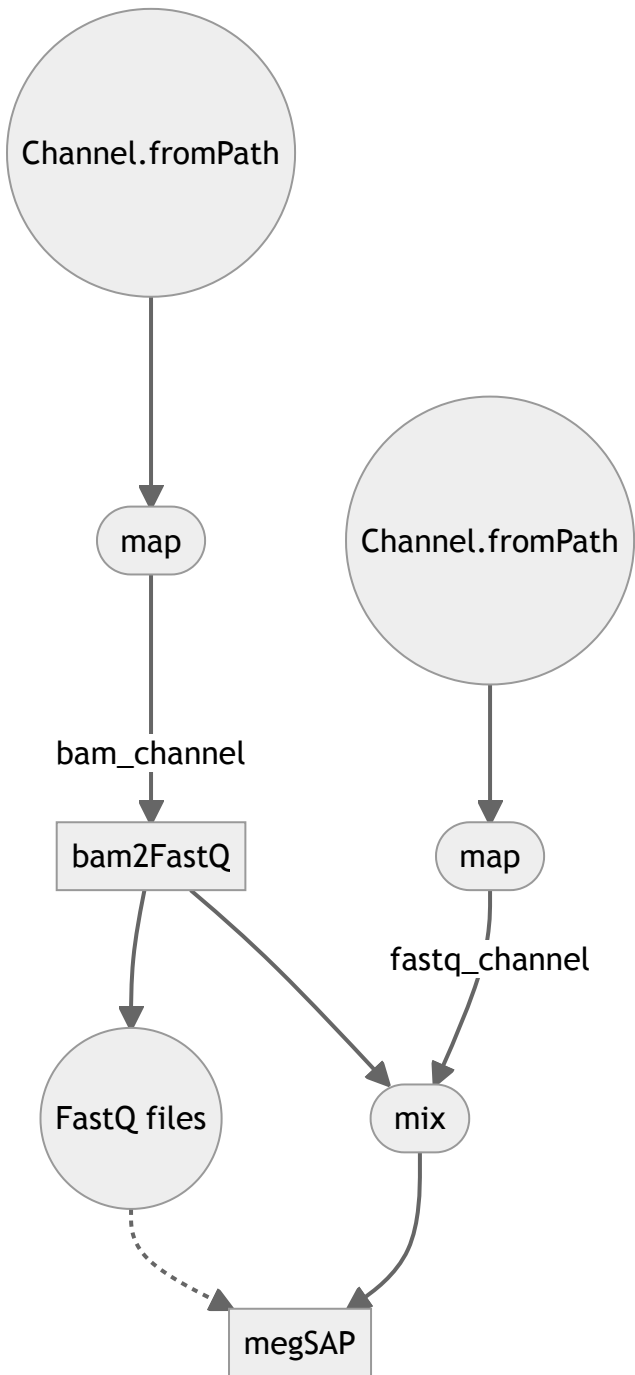 Channel.fromPath
map
Channel.fromPath
bam_channel
bam2FastQ
map
fastq_channel
FastQ files
mix
megSAP